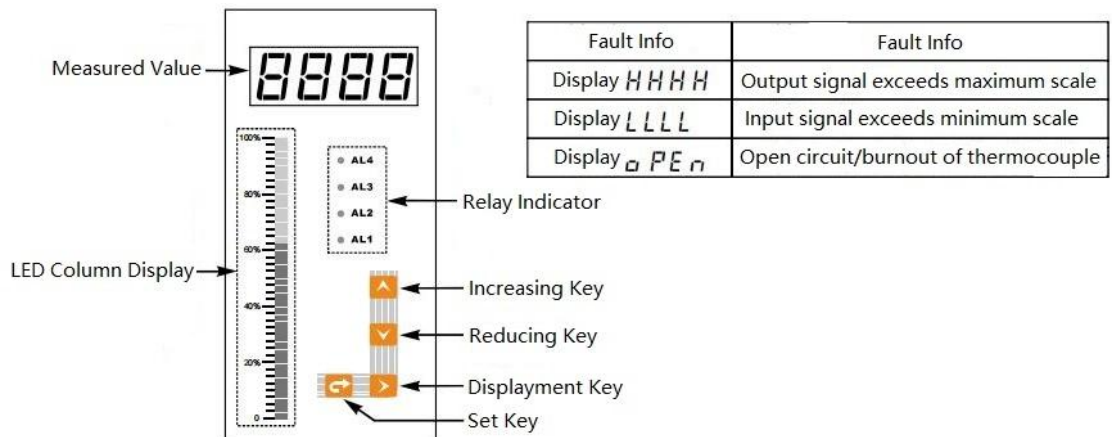 Measured Value
8888
100%
80%
60%
40%
20%
0
AL4
AL3
AL2
AL1
Relay Indicator
LED Column Display
Increasing Key
Reducing Key
Displayment Key
Set Key
Fault Info Fault Info
Display HHHH Output signal exceeds maximum scale
Display LLLL Input signal exceeds minimum scale
Display oPEn Open circuit/burnout of thermocouple